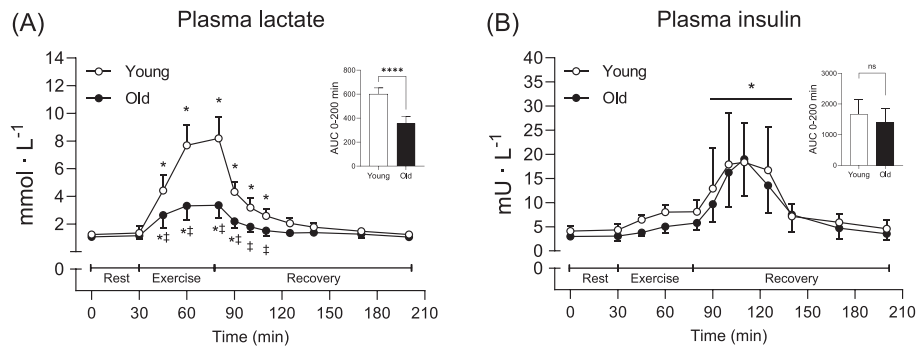 (A) Plasma lactate
Young
Old
mmol · L⁻¹
14
12
10
8
6
4
2
0
* * * * * *
*‡ *‡ *‡ *‡ ‡ ‡
Rest Exercise Recovery
0 30 60 90 120 150 180 210
Time (min)
****
AUC 0-200 min
800
600
400
200
0
Young Old
(B) Plasma insulin
Young
Old
mU · L⁻¹
40
35
30
25
20
15
10
5
0
0
*
Rest Exercise Recovery
0 30 60 90 120 150 180 210
Time (min)
ns
AUC 0-200 min
3000
2000
1000
0
Young Old